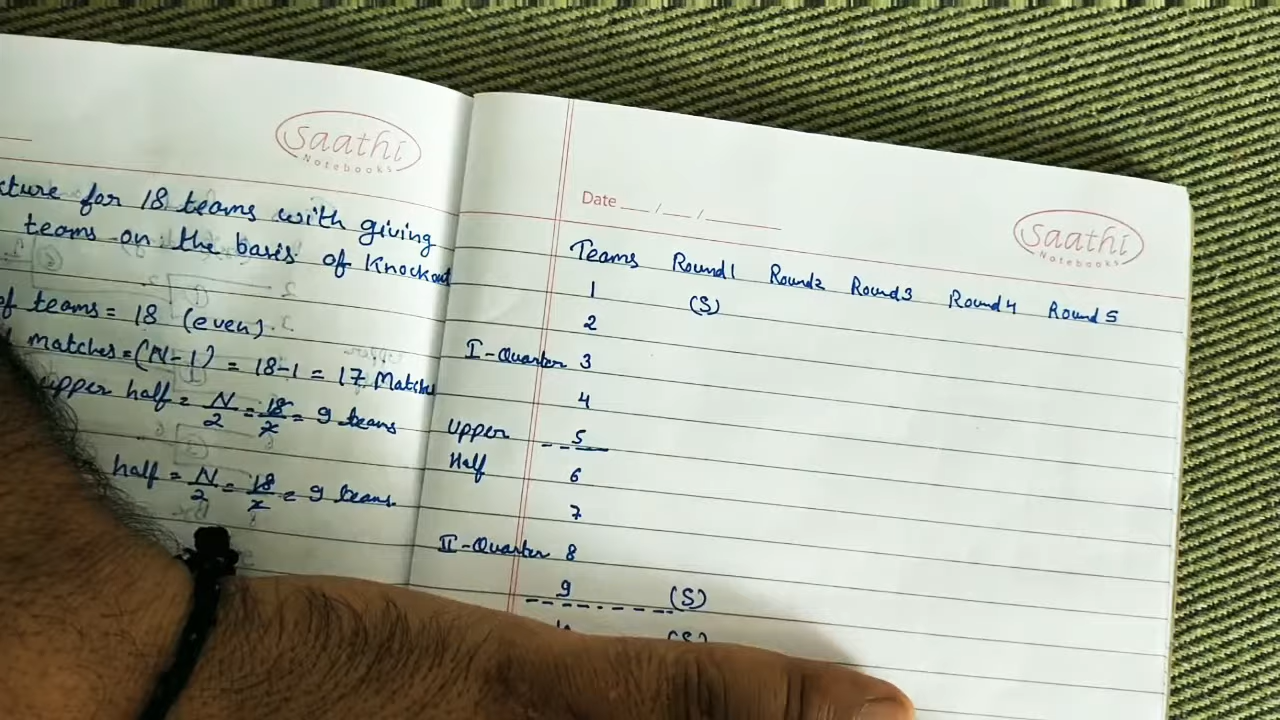 Saathi
Notebooks
for 18 teams with giving
teams on the basis of Knockout
of teams = 18 (even).
matches = (N-1) = 18-1 = 17 Matches
upper half = N/2 = 18/2 = 9 teams
half = N/2 = 18/2 = 9 teams
Date __/__/____
Saathi
Notebooks
Teams Round1 Round2 Round3 Round4 Round5
1 (S)
2
I-Quarter 3
4
Upper 5
Half 6
7
II-Quarter 8
9 (S)
(S)